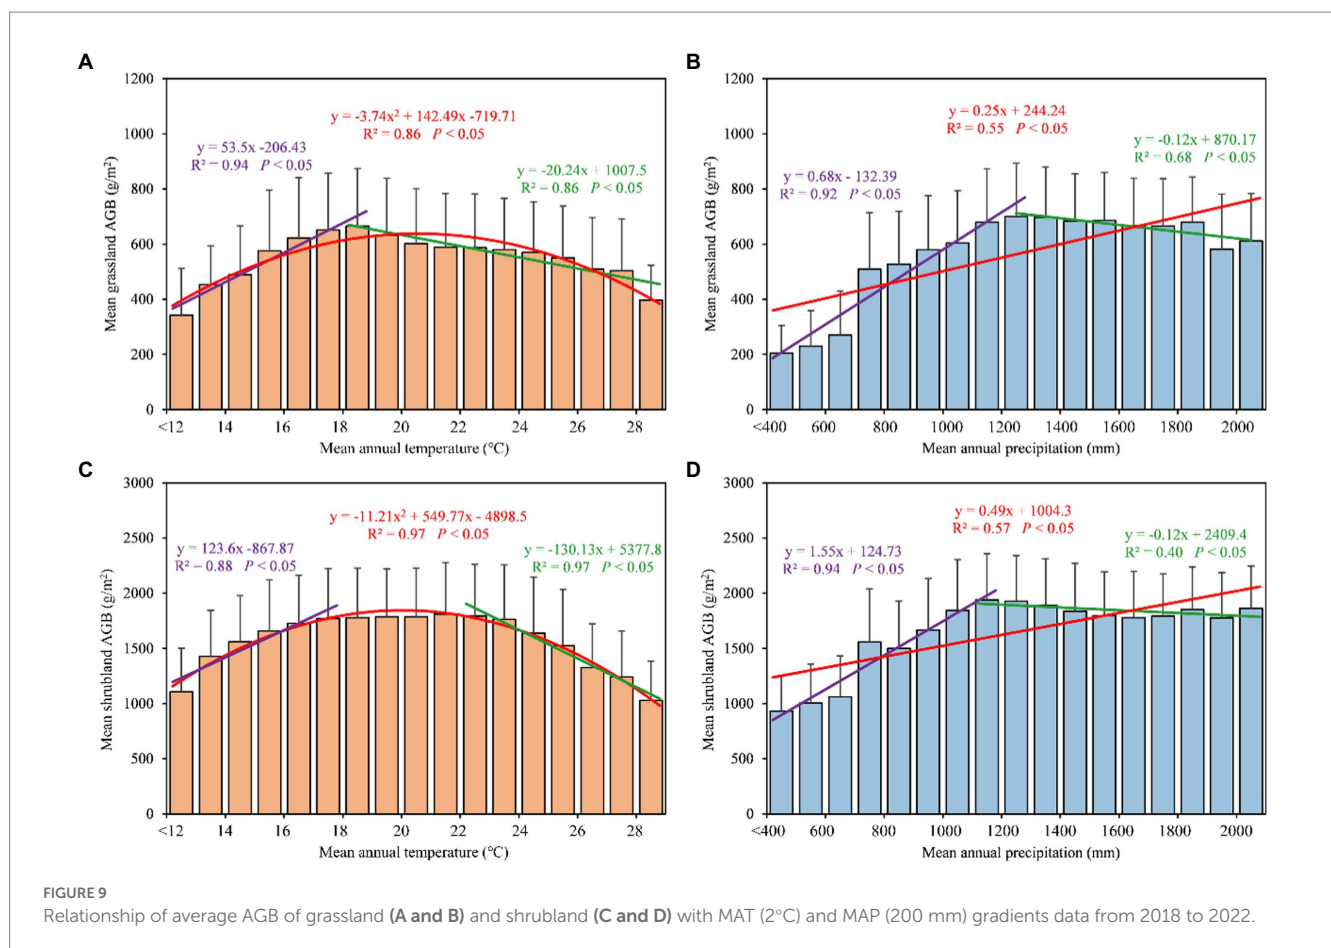 A
Mean grassland AGB (g/m²)
1200
1000
800
600
400
200
0
y = 53.5x -206.43
R² = 0.94 P < 0.05
y = -3.74x² + 142.49x -719.71
R² = 0.86 P < 0.05
y = -20.24x + 1007.5
R² = 0.86 P < 0.05
<12 14 16 18 20 22 24 26 28
Mean annual temperature (°C)
B
Mean grassland AGB (g/m²)
1200
1000
800
600
400
200
0
y = 0.68x - 132.39
R² = 0.92 P < 0.05
y = 0.25x + 244.24
R² = 0.55 P < 0.05
y = -0.12x + 870.17
R² = 0.68 P < 0.05
<400 600 800 1000 1200 1400 1600 1800 2000
Mean annual precipitation (mm)
C
Mean shrubland AGB (g/m²)
3000
2500
2000
1500
1000
500
0
y = 123.6x -867.87
R² = 0.88 P < 0.05
y = -11.21x² + 549.77x - 4898.5
R² = 0.97 P < 0.05
y = -130.13x + 5377.8
R² = 0.97 P < 0.05
<12 14 16 18 20 22 24 26 28
Mean annual temperature (°C)
D
Mean shrubland AGB (g/m²)
3000
2500
2000
1500
1000
500
0
y = 1.55x + 124.73
R² = 0.94 P < 0.05
y = 0.49x + 1004.3
R² = 0.57 P < 0.05
y = -0.12x + 2409.4
R² = 0.40 P < 0.05
<400 600 800 1000 1200 1400 1600 1800 2000
Mean annual precipitation (mm)
FIGURE 9
Relationship of average AGB of grassland (A and B) and shrubland (C and D) with MAT (2°C) and MAP (200 mm) gradients data from 2018 to 2022.